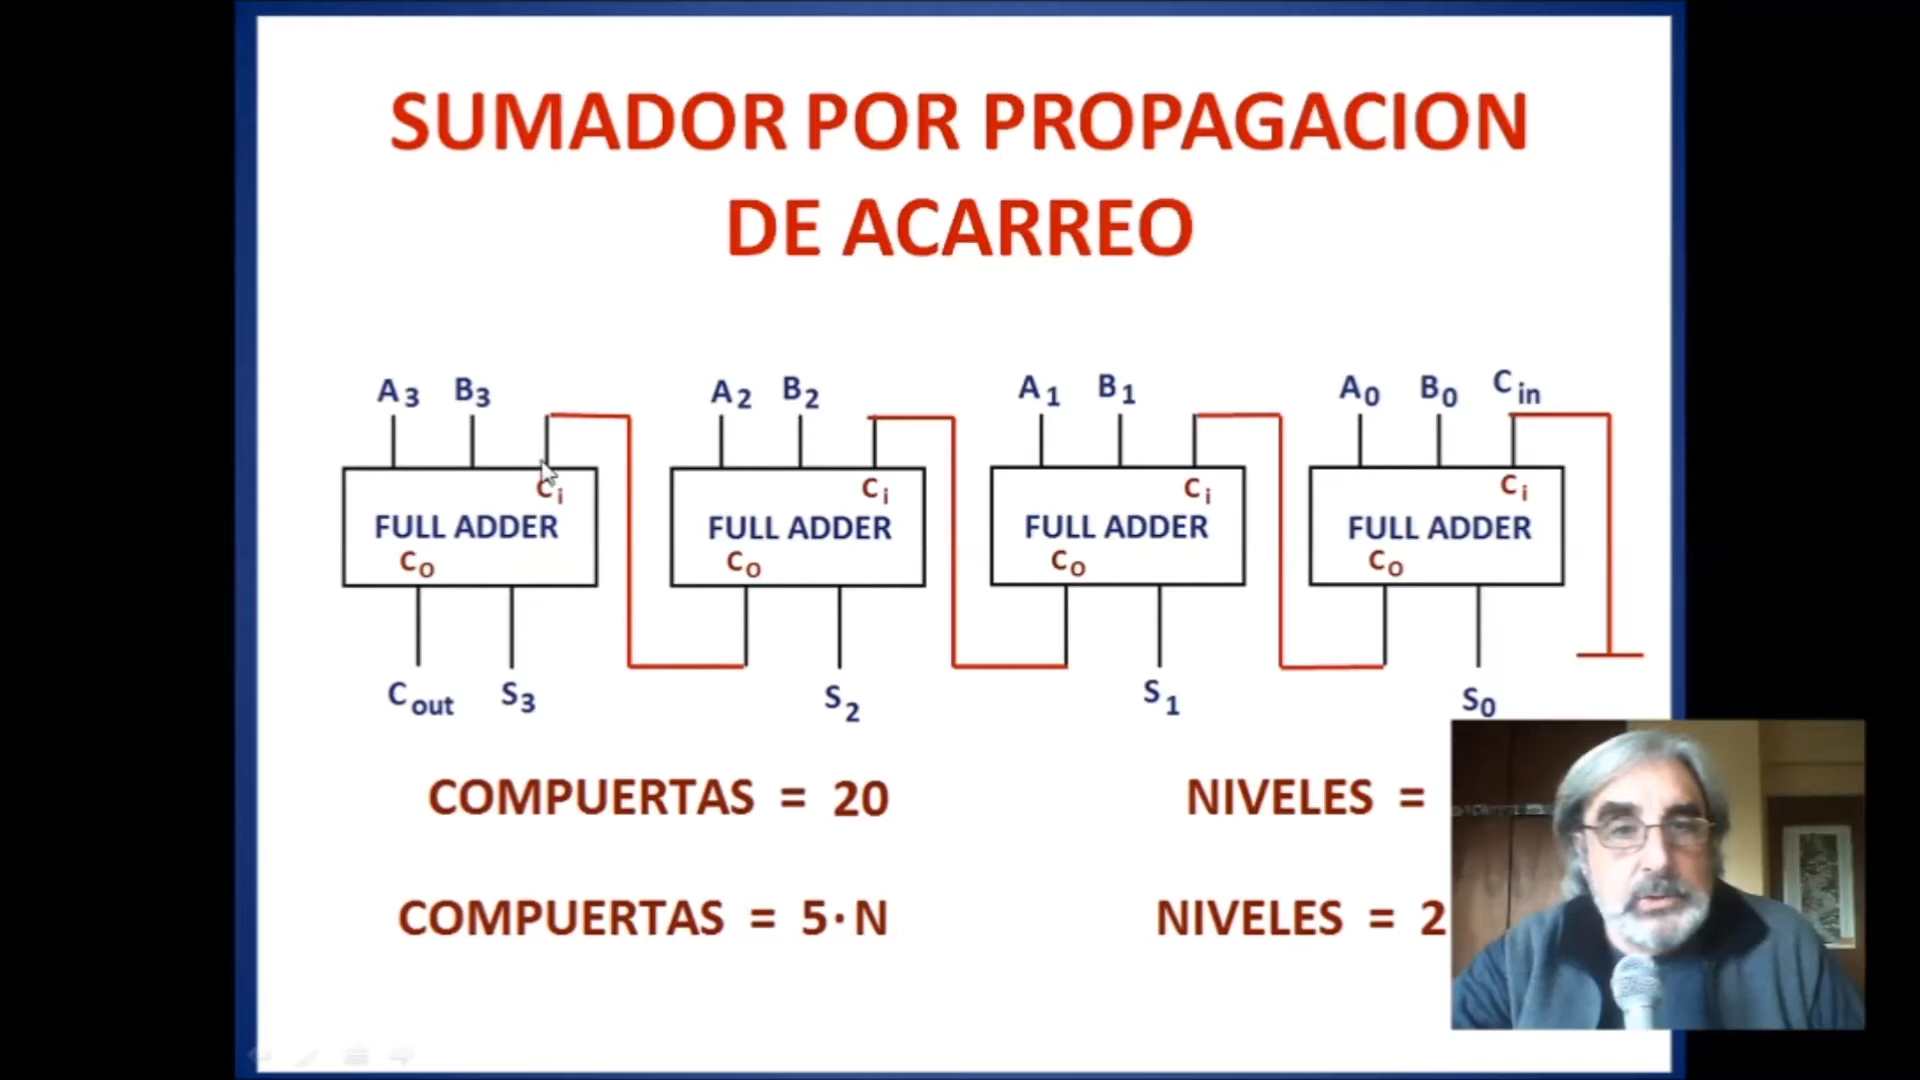 SUMADOR POR PROPAGACION
DE ACARREO
A3 B3 A2 B2 A1 B1 A0 B0 Cin
Ci Ci Ci Ci
FULL ADDER FULL ADDER FULL ADDER FULL ADDER
CO CO CO CO
Cout S3 S2 S1 S0
COMPUERTAS = 20 NIVELES =
COMPUERTAS = 5·N NIVELES = 2